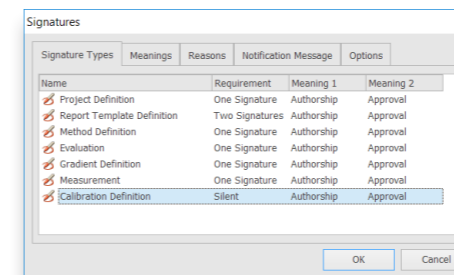 Signatures
Signature Types Meanings Reasons Notification Message Options
Name Requirement Meaning 1 Meaning 2
Project Definition One Signature Authorship Approval
Report Template Definition Two Signatures Authorship Approval
Method Definition One Signature Authorship Approval
Evaluation One Signature Authorship Approval
Gradient Definition One Signature Authorship Approval
Measurement One Signature Authorship Approval
Calibration Definition Silent Authorship Approval
OK Cancel